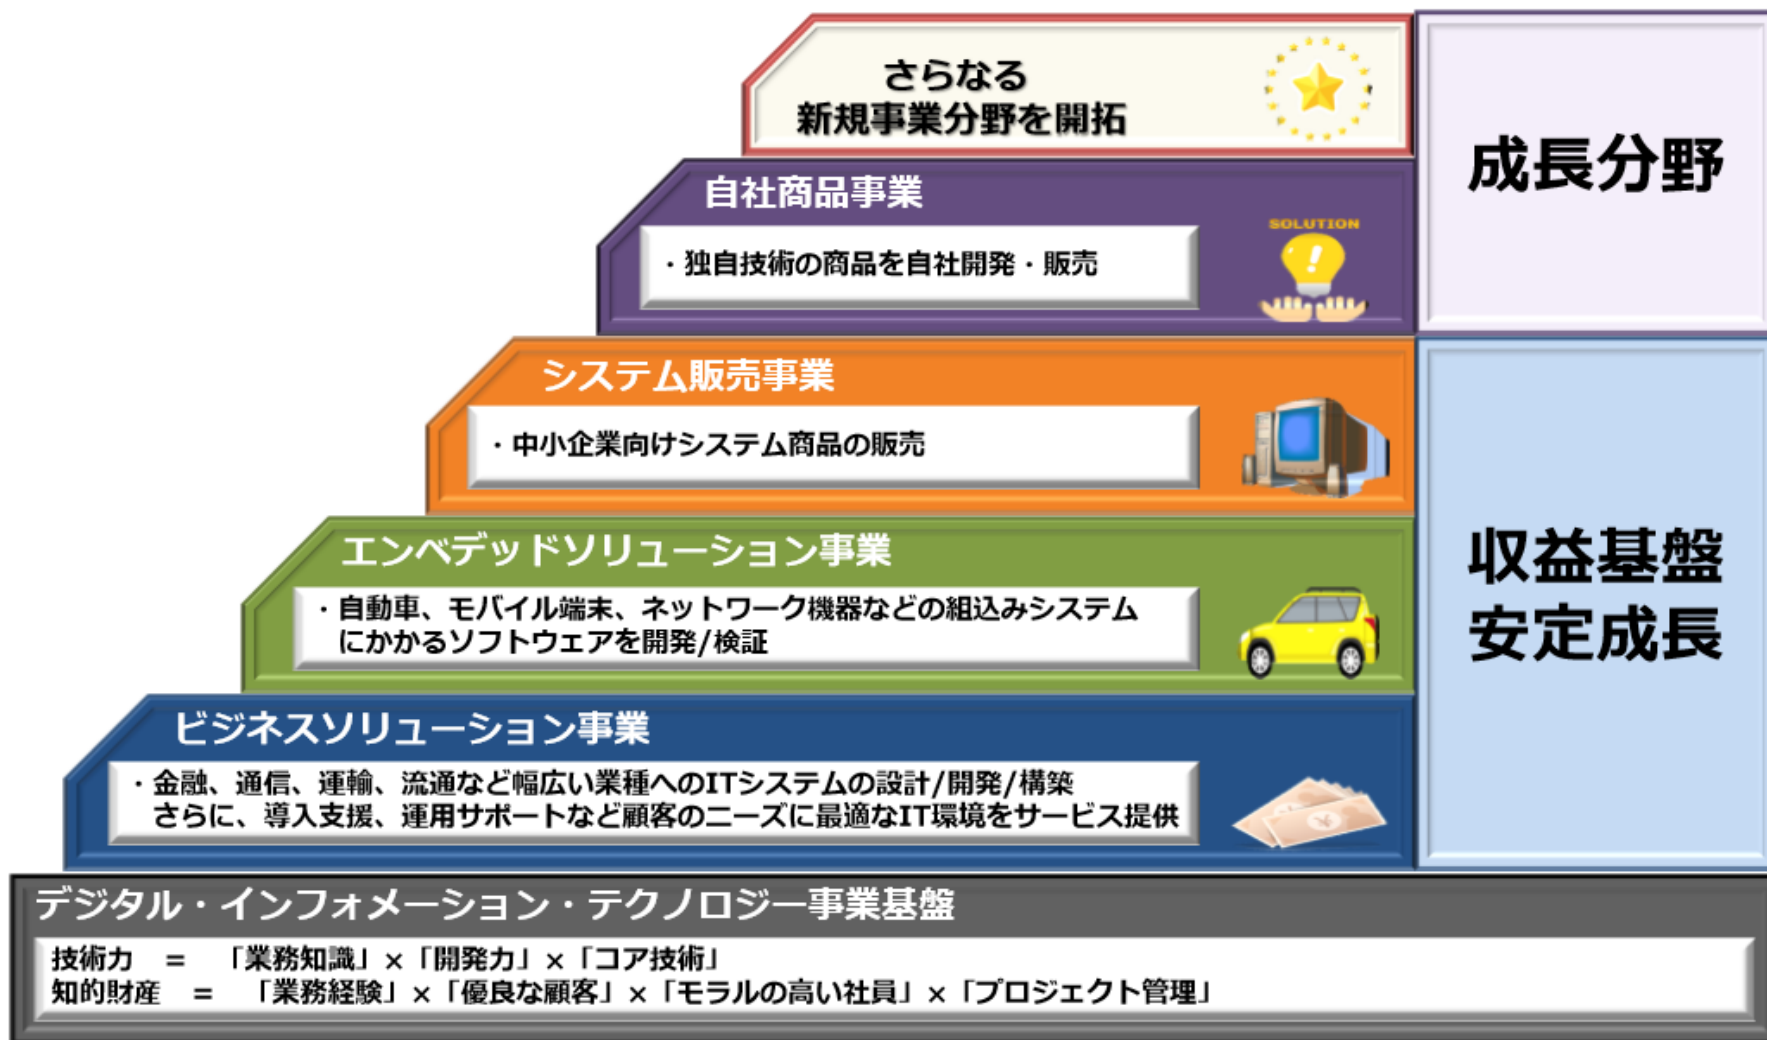 さらなる
新規事業分野を開拓
成長分野
自社商品事業
SOLUTION
・独自技術の商品を自社開発・販売
システム販売事業
・中小企業向けシステム商品の販売
収益基盤
安定成長
エンベデッドソリューション事業
・自動車、モバイル端末、ネットワーク機器などの組込みシステム
にかかるソフトウェアを開発/検証
ビジネスソリューション事業
・金融、通信、運輸、流通など幅広い業種へのITシステムの設計/開発/構築
さらに、導入支援、運用サポートなど顧客のニーズに最適なIT環境をサービス提供
デジタル・インフォメーション・テクノロジー事業基盤
技術力 = 「業務知識」×「開発力」×「コア技術」
知的財産 = 「業務経験」×「優良な顧客」×「モラルの高い社員」×「プロジェクト管理」